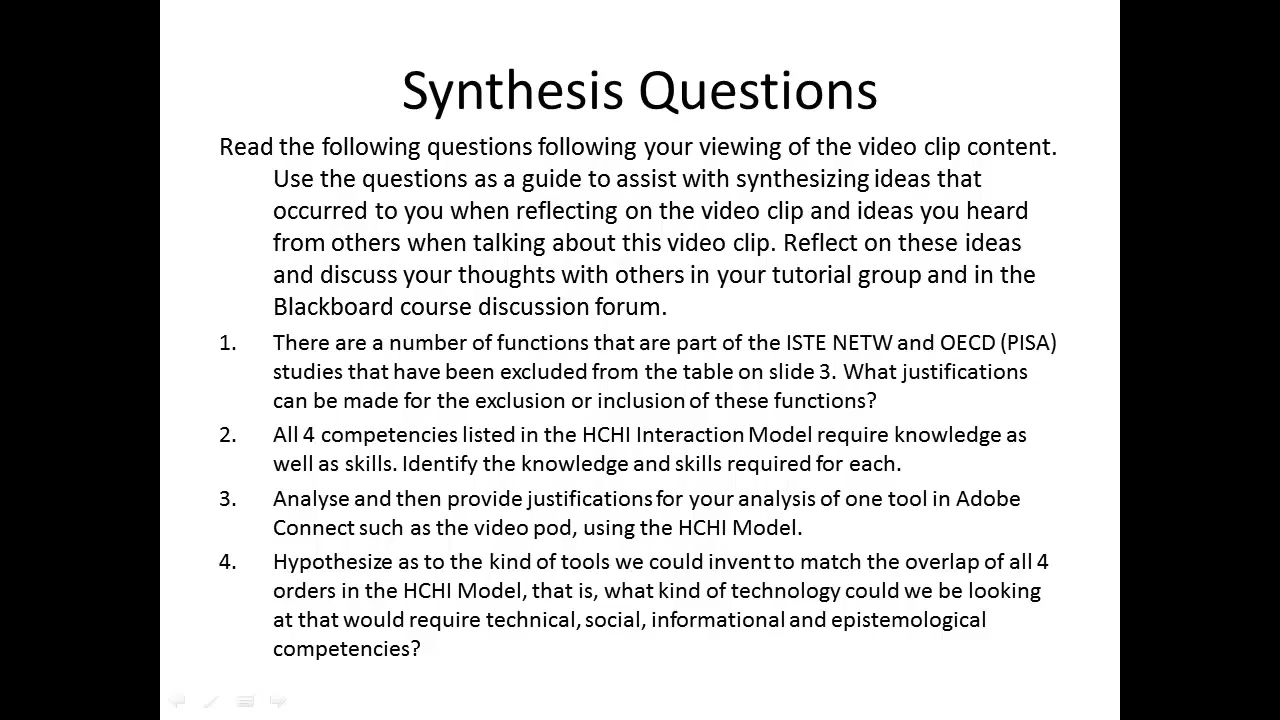 Synthesis Questions
Read the following questions following your viewing of the video clip content.
Use the questions as a guide to assist with synthesizing ideas that
occurred to you when reflecting on the video clip and ideas you heard
from others when talking about this video clip. Reflect on these ideas
and discuss your thoughts with others in your tutorial group and in the
Blackboard course discussion forum.
1. There are a number of functions that are part of the ISTE NETW and OECD (PISA)
studies that have been excluded from the table on slide 3. What justifications
can be made for the exclusion or inclusion of these functions?
2. All 4 competencies listed in the HCHI Interaction Model require knowledge as
well as skills. Identify the knowledge and skills required for each.
3. Analyse and then provide justifications for your analysis of one tool in Adobe
Connect such as the video pod, using the HCHI Model.
4. Hypothesize as to the kind of tools we could invent to match the overlap of all 4
orders in the HCHI Model, that is, what kind of technology could we be looking
at that would require technical, social, informational and epistemological
competencies?